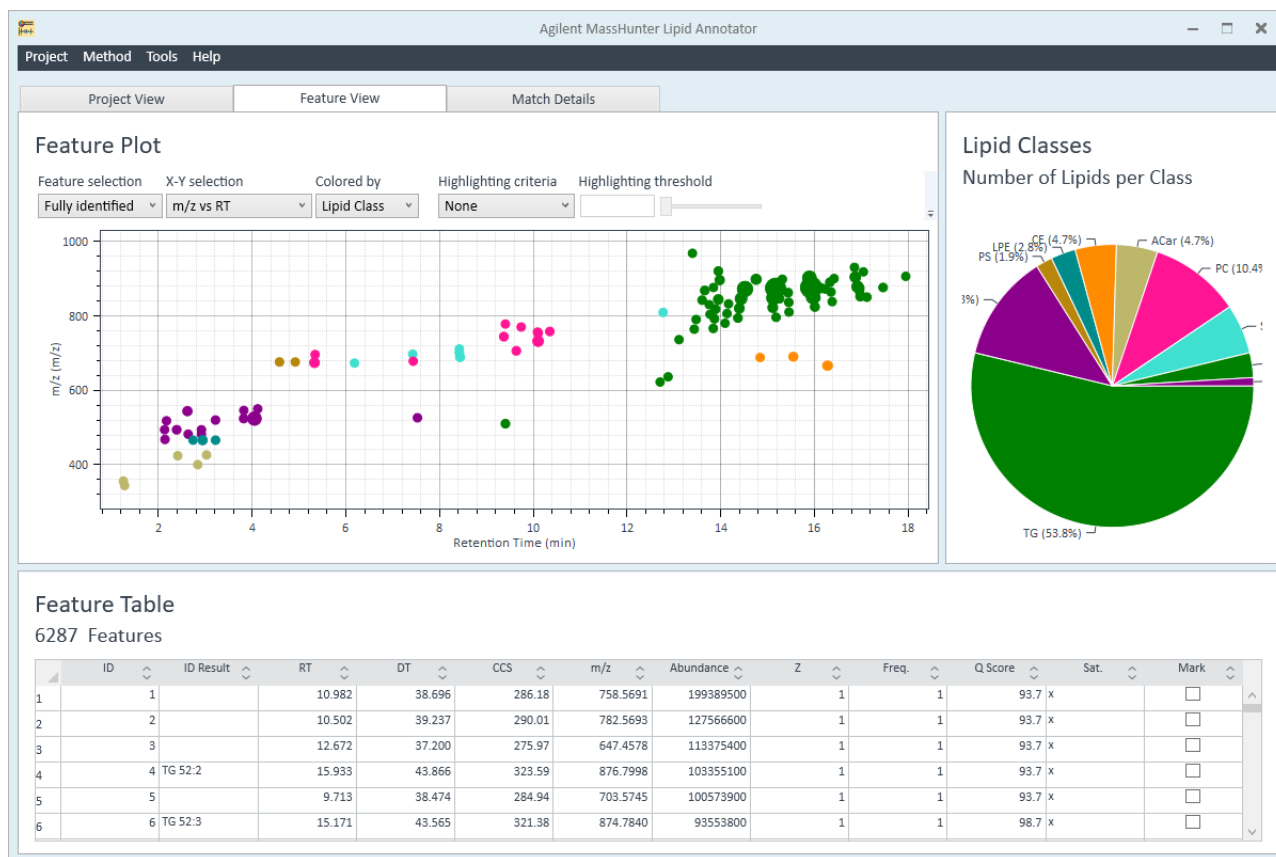 Agilent MassHunter Lipid Annotator
Project Method Tools Help
Project View Feature View Match Details
Feature Plot
Feature selection X-Y selection Colored by Highlighting criteria Highlighting threshold
Fully identified m/z vs RT Lipid Class None
1000
800
600
400
m/z (m/z)
2 4 6 8 10 12 14 16 18
Retention Time (min)
Lipid Classes
Number of Lipids per Class
CE (4.7%)
ACar (4.7%)
LPE (2.8%)
PS (1.9%)
PC (10.4%
3%)
S
TG (53.8%)
Feature Table
6287 Features
ID ID Result RT DT CCS m/z Abundance Z Freq. Q Score Sat. Mark
1 1 10.982 38.696 286.18 758.5691 199389500 1 1 93.7 x
2 2 10.502 39.237 290.01 782.5693 127566600 1 1 93.7 x
3 3 12.672 37.200 275.97 647.4578 113375400 1 1 93.7 x
4 4 TG 52:2 15.933 43.866 323.59 876.7998 103355100 1 1 93.7 x
5 5 9.713 38.474 284.94 703.5745 100573900 1 1 93.7 x
6 6 TG 52:3 15.171 43.565 321.38 874.7840 93553800 1 1 98.7 x